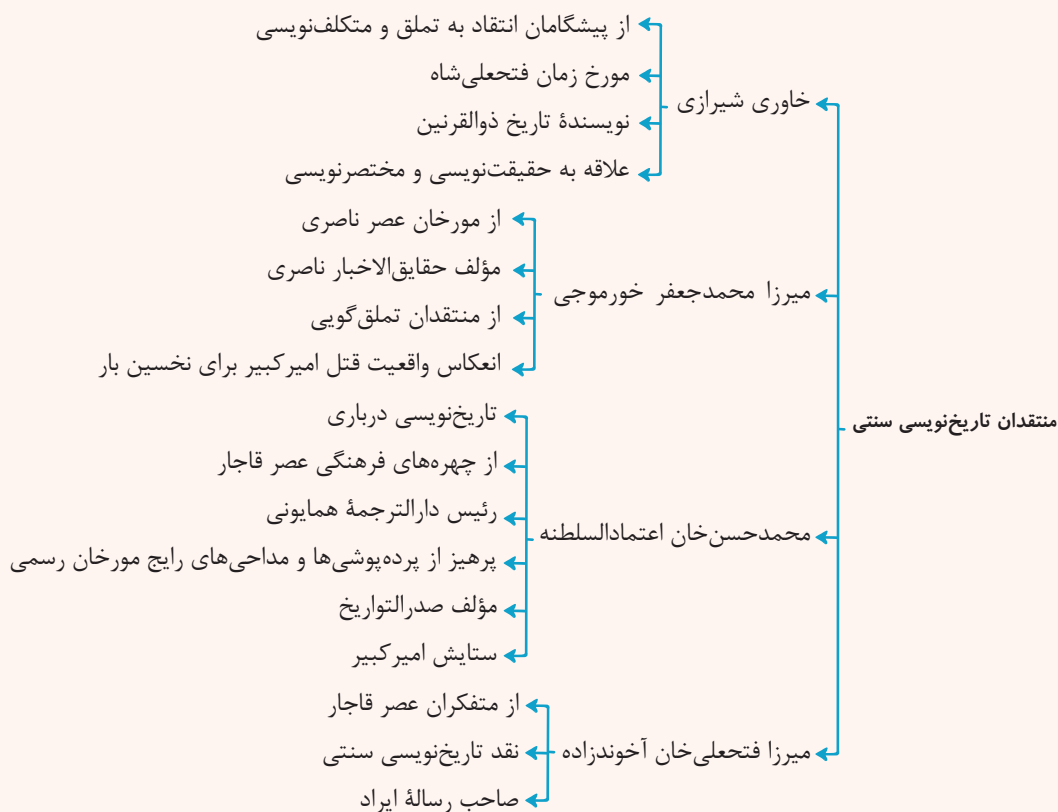 منتقدان تاریخ‌نویسی سنتی
خاوری شیرازی
از پیشگامان انتقاد به تملق و متکلف‌نویسی
مورخ زمان فتحعلی‌شاه
نویسندهٔ تاریخ ذوالقرنین
علاقه به حقیقت‌نویسی و مختصرنویسی
میرزا محمدجعفر خورموجی
از مورخان عصر ناصری
مؤلف حقایق‌الاخبار ناصری
از منتقدان تملق‌گویی
انعکاس واقعیت قتل امیرکبیر برای نخسین بار
محمدحسن‌خان اعتمادالسلطنه
تاریخ‌نویسی درباری
از چهره‌های فرهنگی عصر قاجار
رئیس دارالترجمهٔ همایونی
پرهیز از پرده‌پوشی‌ها و مداحی‌های رایج مورخان رسمی
مؤلف صدرالتواریخ
ستایش امیرکبیر
میرزا فتحعلی‌خان آخوندزاده
از متفکران عصر قاجار
نقد تاریخ‌نویسی سنتی
صاحب رسالهٔ ایراد